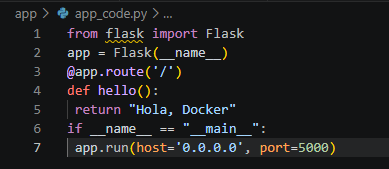 app > app_code.py > ...
1 from flask import Flask
2 app = Flask(__name__)
3 @app.route('/')
4 def hello():
5  return "Hola, Docker"
6 if __name__ == "__main__":
7  app.run(host='0.0.0.0', port=5000)